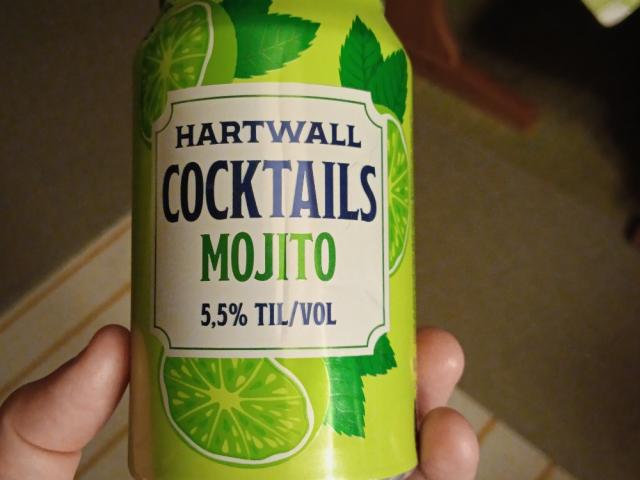 HARTWALL
COCKTAILS
MOJITO
5,5% TIL/VOL